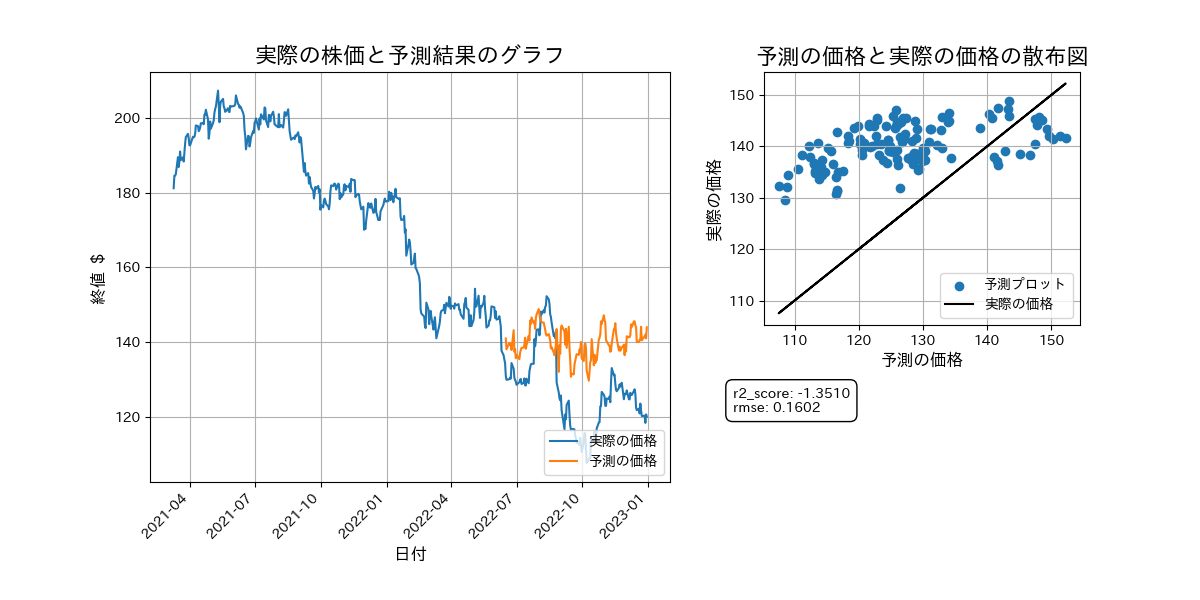 実際の株価と予測結果のグラフ
終値 $
200
180
160
140
120
2021-04
2021-07
2021-10
2022-01
2022-04
2022-07
2022-10
2023-01
日付
実際の価格
予測の価格
予測の価格と実際の価格の散布図
実際の価格
150
140
130
120
110
110
120
130
140
150
予測の価格
予測プロット
実際の価格
r2_score: -1.3510
rmse: 0.1602